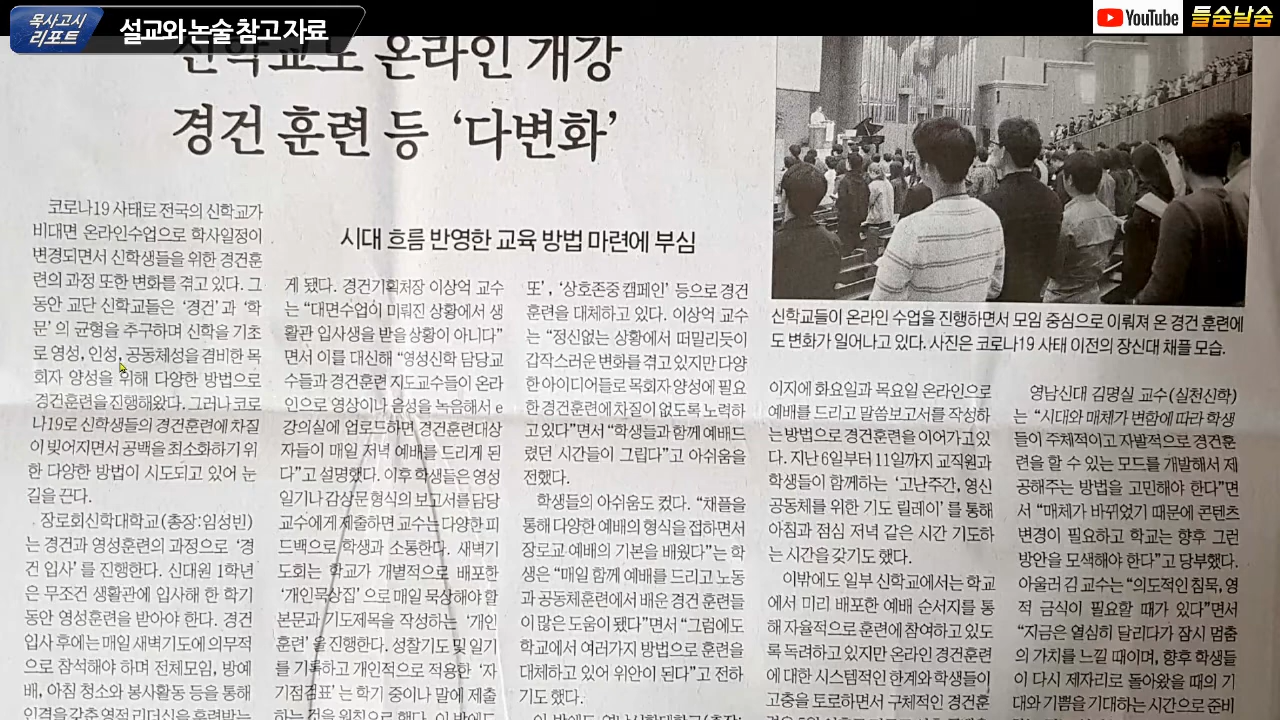 목사고시
리포트
설교와 논술 참고 자료
YouTube
들숨날숨
신학교도 온라인 개강
경건 훈련 등 ‘다변화’
시대 흐름 반영한 교육 방법 마련에 부심
코로나19 사태로 전국의 신학교가
비대면 온라인수업으로 학사일정이
변경되면서 신학생들을 위한 경건훈
련의 과정 또한 변화를 겪고 있다. 그
동안 교단 신학교들은 ‘경건’과 ‘학
문’의 균형을 추구하며 신학을 기초
로 영성, 인성, 공동체성을 겸비한 목
회자 양성을 위해 다양한 방법으로
경건훈련을 진행해왔다. 그러나 코로
나19로 신학생들의 경건훈련에 차질
이 빚어지면서 공백을 최소화하기 위
한 다양한 방법이 시도되고 있어 눈
길을 끈다.
장로회신학대학교(총장:임성빈)
는 경건과 영성훈련의 과정으로 ‘경
건 입사’를 진행한다. 신대원 1학년
은 무조건 생활관에 입사해 한 학기
동안 영성훈련을 받아야 한다. 경건
입사 후에는 매일 새벽기도에 의무적
으로 참석해야 하며 전체모임, 방예
배, 아침 청소와 봉사활동 등을 통해
인격을 갖춘 영적 리더십을 훈련받는
게 됐다. 경건기획처장 이상억 교수
는 “대면수업이 미뤄진 상황에서 생
활관 입사생을 받을 상황이 아니다”
면서 이를 대신해 “영성신학 담당교
수들과 경건훈련 지도교수들이 온라
인으로 영상이나 음성을 녹음해서 e
강의실에 업로드하면 경건훈련대상
자들이 매일 저녁 예배를 드리게 된
다”고 설명했다. 이후 학생들은 영성
일기나 감상문 형식의 보고서를 담당
교수에게 제출하면 교수는 다양한 피
드백으로 학생과 소통한다. 새벽기
도회는 학교가 개별적으로 배포한
‘개인묵상집’으로 매일 묵상해야 할
본문과 기도제목을 작성하는 ‘개인
훈련’을 진행한다. 성찰기도 및 일기
를 기록하고 개인적으로 적용한 ‘자
기점검표’는 학기 중이나 말에 제출
하는 것을 원칙으로 했다. 이 밖에도
또’, ‘상호존중 캠페인’ 등으로 경건
훈련을 대체하고 있다. 이상억 교수
는 “정신없는 상황에서 떠밀리듯이
갑작스러운 변화를 겪고 있지만 다양
한 아이디어들로 목회자 양성에 필요
한 경건훈련에 차질이 없도록 노력하
고 있다”면서 “학생들과 함께 예배드
렸던 시간들이 그립다”고 아쉬움을
전했다.
학생들의 아쉬움도 컸다. “채플을
통해 다양한 예배의 형식을 접하면서
장로교 예배의 기본을 배웠다”는 학
생은 “매일 함께 예배를 드리고 노동
과 공동체훈련에서 배운 경건 훈련들
이 많은 도움이 됐다”면서 “그럼에도
학교에서 여러가지 방법으로 훈련을
대체하고 있어 위안이 된다”고 전하
기도 했다.
신학교들이 온라인 수업을 진행하면서 모임 중심으로 이뤄져 온 경건 훈련에
도 변화가 일어나고 있다. 사진은 코로나19 사태 이전의 장신대 채플 모습.
이지에 화요일과 목요일 온라인으로
예배를 드리고 말씀보고서를 작성하
는 방법으로 경건훈련을 이어가고 있
다. 지난 6일부터 11일까지 교직원과
학생들이 함께하는 ‘고난주간, 영신
공동체를 위한 기도 릴레이’를 통해
아침과 점심 저녁 같은 시간 기도하
는 시간을 갖기도 했다.
이밖에도 일부 신학교에서는 학교
에서 미리 배포한 예배 순서지를 통
해 자율적으로 훈련에 참여하고 있도
록 독려하고 있지만 온라인 경건훈련
에 대한 시스템적인 한계와 학생들이
고충을 토로하면서 구체적인 경건훈
영남신대 김명실 교수(실천신학)
는 “시대와 매체가 변함에 따라 학생
들이 주체적이고 자발적으로 경건훈
련을 할 수 있는 모드를 개발해서 제
공해주는 방법을 고민해야 한다”면
서 “매체가 바뀌었기 때문에 콘텐츠
변경이 필요하고 학교는 향후 그런
방안을 모색해야 한다”고 당부했다.
아울러 김 교수는 “의도적인 침묵, 영
적 금식이 필요할 때가 있다”면서
“지금은 열심히 달리다가 잠시 멈춤
의 가치를 느낄 때이며, 향후 학생들
이 다시 제자리로 돌아왔을 때의 기
대와 기쁨을 기대하는 시간으로 준비